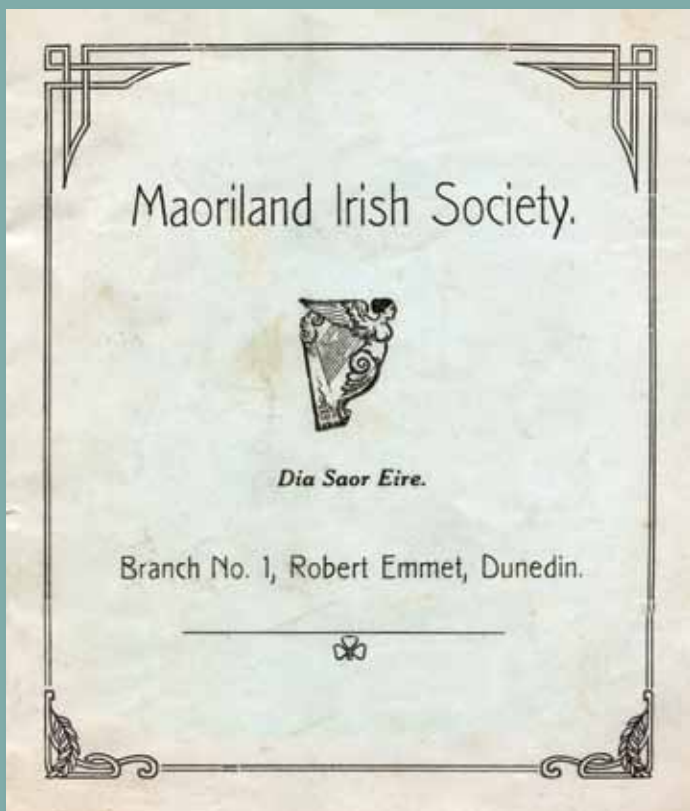 Maoriland Irish Society.
Dia Saor Eire.
Branch No. 1, Robert Emmet, Dunedin.